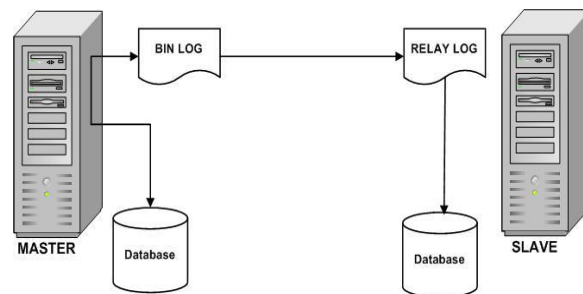 BIN LOG
RELAY LOG
MASTER
Database
Database
SLAVE